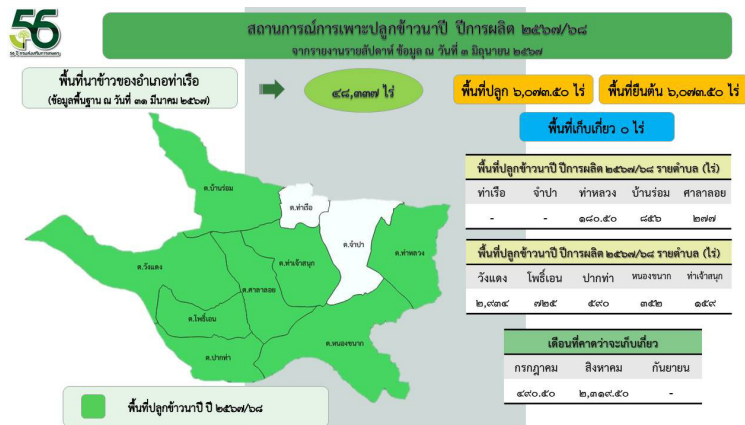 56
สถานการณ์การเพาะปลูกข้าวนาปี ปีการผลิต ๒๕๖๗/๖๘
จากรายงานรายสัปดาห์ ข้อมูล ณ วันที่ ๓ มิถุนายน ๒๕๖๗
พื้นที่นาข้าวของอำเภอท่าเรือ
(ข้อมูลพื้นฐาน ณ วันที่ ๓๑ มีนาคม ๒๕๖๗)
๔๘,๓๓๗ ไร่
พื้นที่ปลูก ๖,๐๗๓.๕๐ ไร่
พื้นที่ยืนต้น ๖,๐๗๓.๕๐ ไร่
พื้นที่เก็บเกี่ยว ๐ ไร่
ต.บ้านร่อม
ต.ท่าเรือ
ต.จำปา
ต.ท่าหลวง
ต.วังแดง
ต.ท่าเจ้าสนุก
ต.ศาลาลอย
ต.โพธิ์เอน
ต.หนองขนาก
ต.ปากท่า
พื้นที่ปลูกข้าวนาปี ปีการผลิต ๒๕๖๗/๖๘ รายตำบล (ไร่)
ท่าเรือ จำปา ท่าหลวง บ้านร่อม ศาลาลอย
- - ๑๘๐.๕๐ ๘๕๖ ๒๗๗
พื้นที่ปลูกข้าวนาปี ปีการผลิต ๒๕๖๗/๖๘ รายตำบล (ไร่)
วังแดง โพธิ์เอน ปากท่า หนองขนาก ท่าเจ้าสนุก
๒,๙๓๔ ๗๒๕ ๕๙๐ ๓๕๒ ๑๕๙
เดือนที่คาดว่าจะเก็บเกี่ยว
กรกฎาคม สิงหาคม กันยายน
๔๙๐.๕๐ ๒,๓๑๙.๕๐ -
พื้นที่ปลูกข้าวนาปี ปี ๒๕๖๗/๖๘